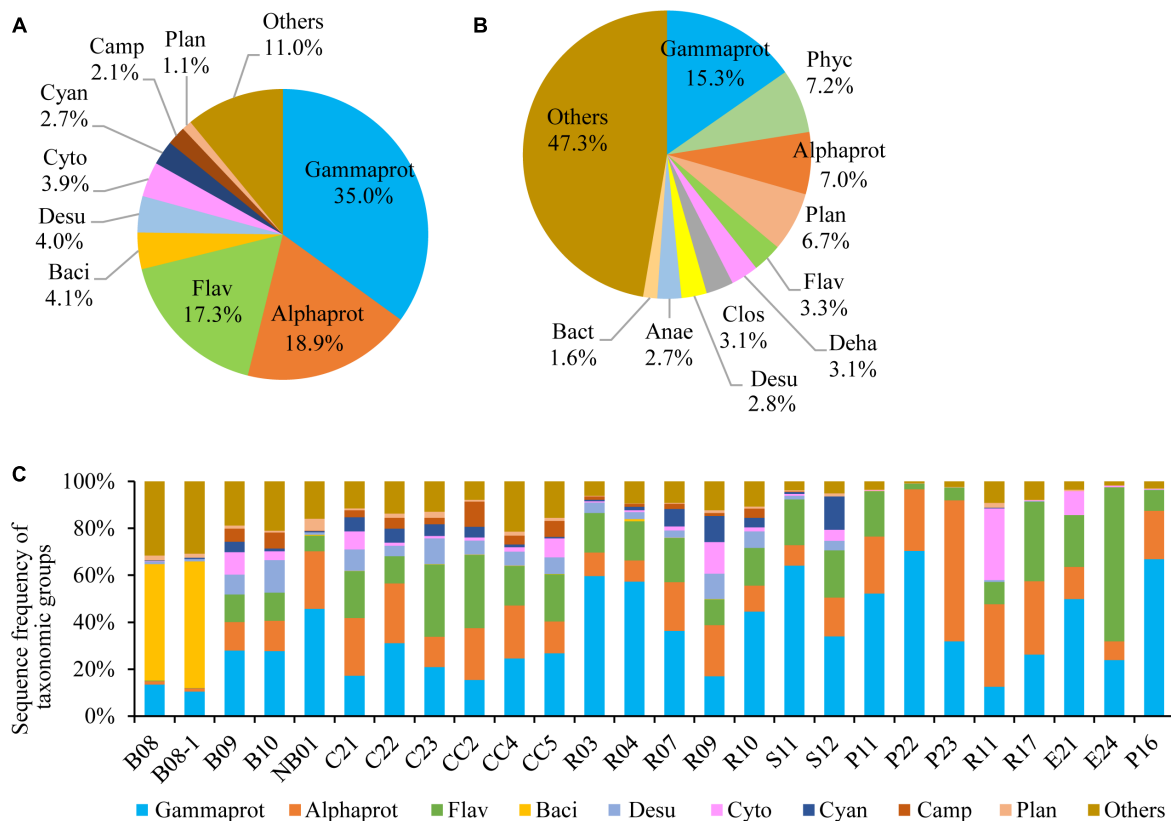 A
Others
11.0%
Plan
1.1%
Camp
2.1%
Cyan
2.7%
Cyto
3.9%
Desu
4.0%
Baci
4.1%
Flav
17.3%
Alphaprot
18.9%
Gammaprot
35.0%
B
Gammaprot
15.3%
Phyc
7.2%
Alphaprot
7.0%
Plan
6.7%
Flav
3.3%
Deha
3.1%
Clos
3.1%
Desu
2.8%
Anae
2.7%
Bact
1.6%
Others
47.3%
C
Sequence frequency of
taxonomic groups
100%
80%
60%
40%
20%
0%
B08 B08-1 B09 B10 NB01 C21 C22 C23 CC2 CC4 CC5 R03 R04 R07 R09 R10 S11 S12 P11 P22 P23 R11 R17 E21 E24 P16
Gammaprot Alphaprot Flav Baci Desu Cyto Cyan Camp Plan Others